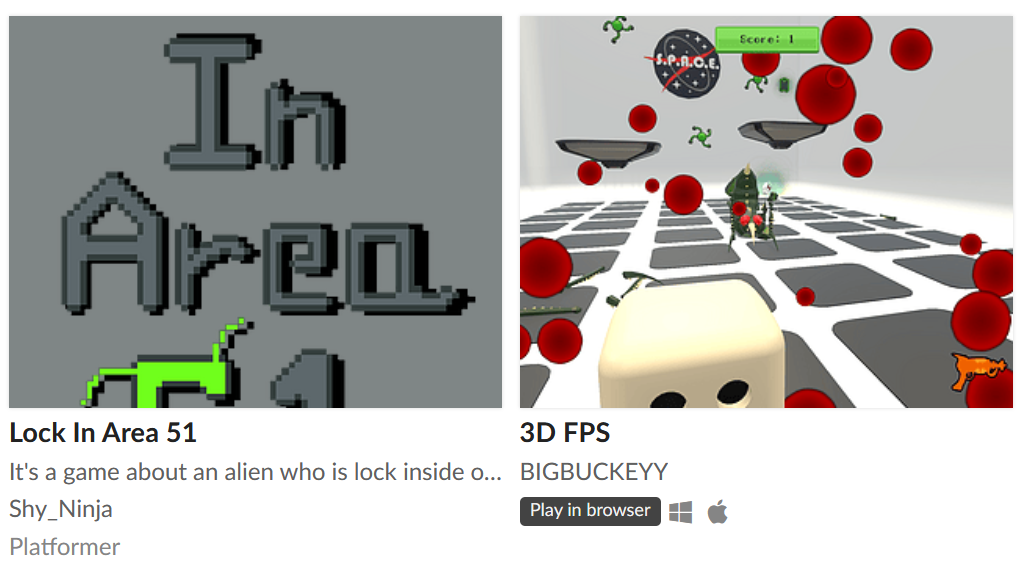 In
Area
51
S.P.A.C.E.
Score: 1
Lock In Area 51
It's a game about an alien who is lock inside o...
Shy_Ninja
Platformer
3D FPS
BIGBUCKEYY
Play in browser